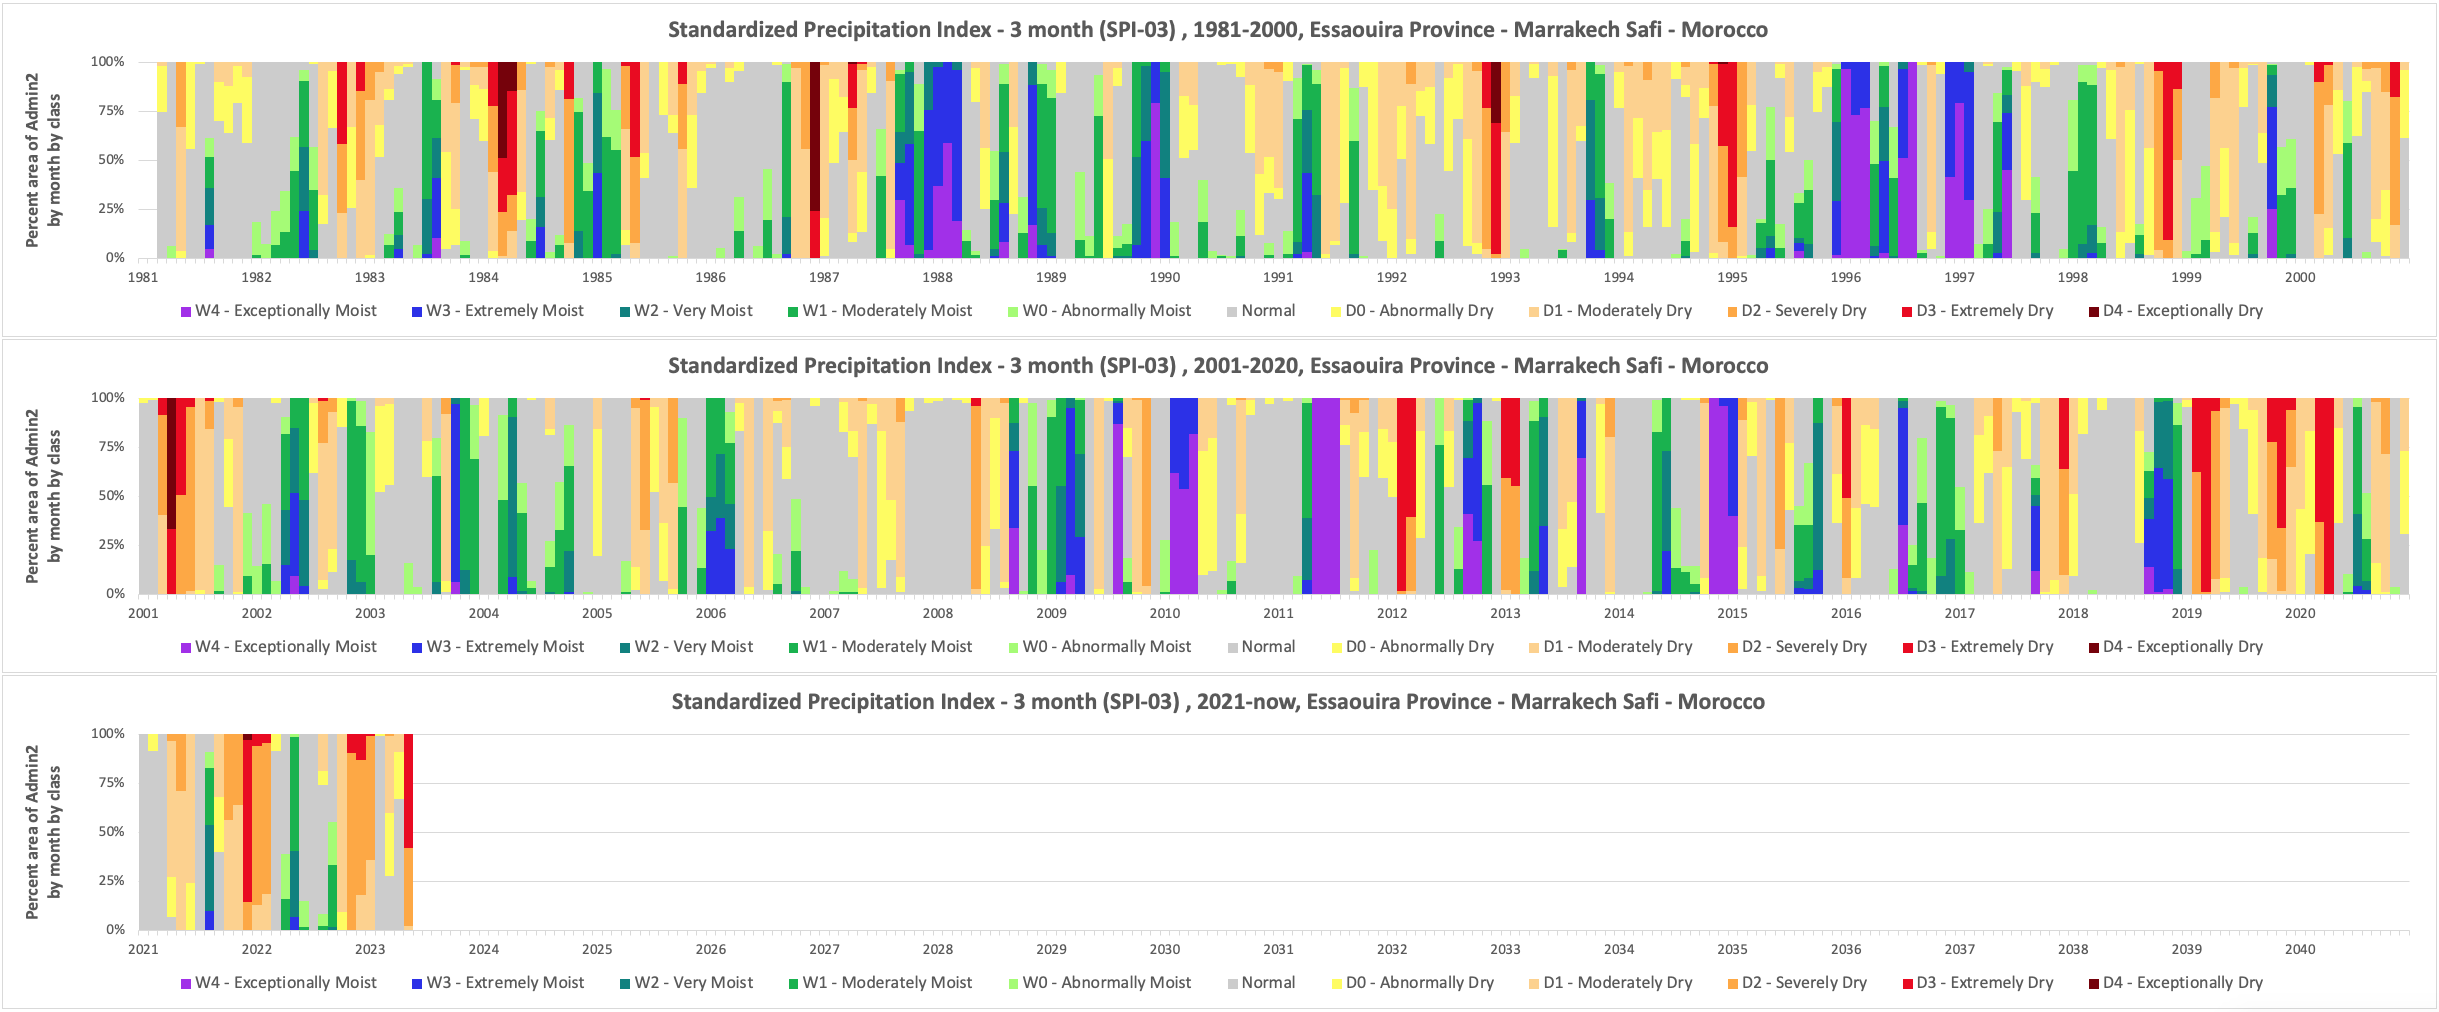 Standardized Precipitation Index - 3 month (SPI-03) , 1981-2000, Essaouira Province - Marrakech Safi - Morocco
Percent area of Admin2
by month by class
100%
75%
50%
25%
0%
1981 1982 1983 1984 1985 1986 1987 1988 1989 1990 1991 1992 1993 1994 1995 1996 1997 1998 1999 2000
W4 - Exceptionally Moist W3 - Extremely Moist W2 - Very Moist W1 - Moderately Moist W0 - Abnormally Moist Normal D0 - Abnormally Dry D1 - Moderately Dry D2 - Severely Dry D3 - Extremely Dry D4 - Exceptionally Dry
Standardized Precipitation Index - 3 month (SPI-03) , 2001-2020, Essaouira Province - Marrakech Safi - Morocco
Percent area of Admin2
by month by class
100%
75%
50%
25%
0%
2001 2002 2003 2004 2005 2006 2007 2008 2009 2010 2011 2012 2013 2014 2015 2016 2017 2018 2019 2020
W4 - Exceptionally Moist W3 - Extremely Moist W2 - Very Moist W1 - Moderately Moist W0 - Abnormally Moist Normal D0 - Abnormally Dry D1 - Moderately Dry D2 - Severely Dry D3 - Extremely Dry D4 - Exceptionally Dry
Standardized Precipitation Index - 3 month (SPI-03) , 2021-now, Essaouira Province - Marrakech Safi - Morocco
Percent area of Admin2
by month by class
100%
75%
50%
25%
0%
2021 2022 2023 2024 2025 2026 2027 2028 2029 2030 2031 2032 2033 2034 2035 2036 2037 2038 2039 2040
W4 - Exceptionally Moist W3 - Extremely Moist W2 - Very Moist W1 - Moderately Moist W0 - Abnormally Moist Normal D0 - Abnormally Dry D1 - Moderately Dry D2 - Severely Dry D3 - Extremely Dry D4 - Exceptionally Dry